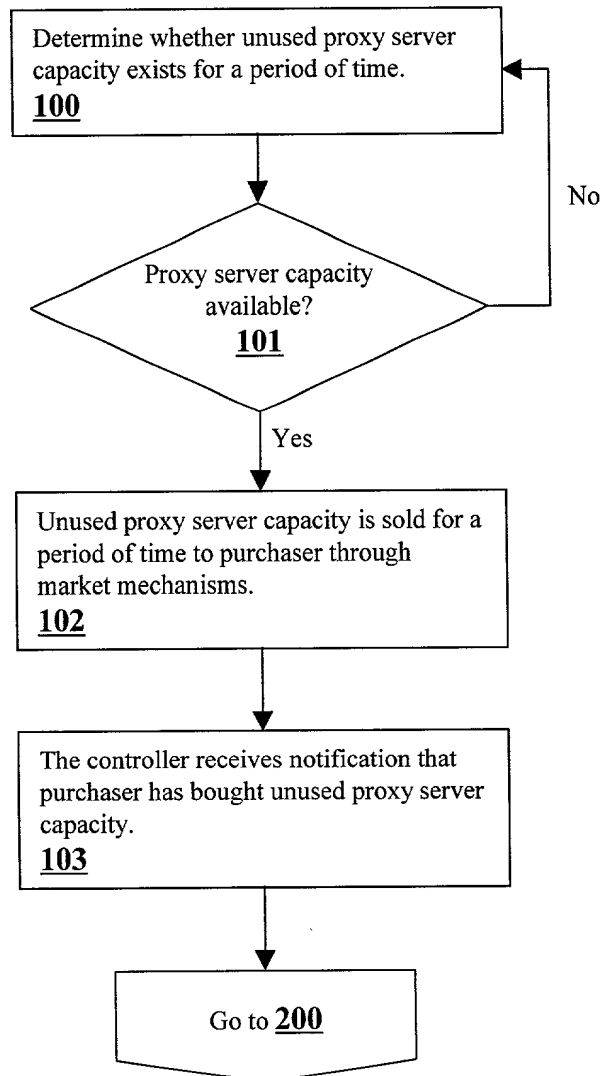 Determine whether unused proxy server
capacity exists for a period of time.
100
No
Proxy server capacity
available?
101
Yes
Unused proxy server capacity is sold for a
period of time to purchaser through
market mechanisms.
102
The controller receives notification that
purchaser has bought unused proxy server
capacity.
103
Go to 200